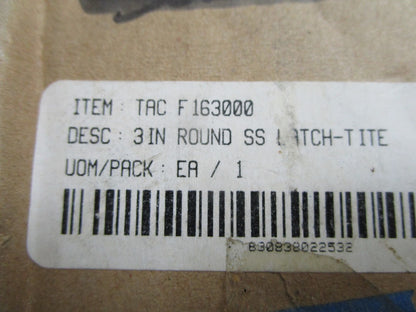 ITEM : TAC F163000
DESC : 3IN ROUND SS LATCH-TITE
UOM/PACK : EA / 1
830838022532